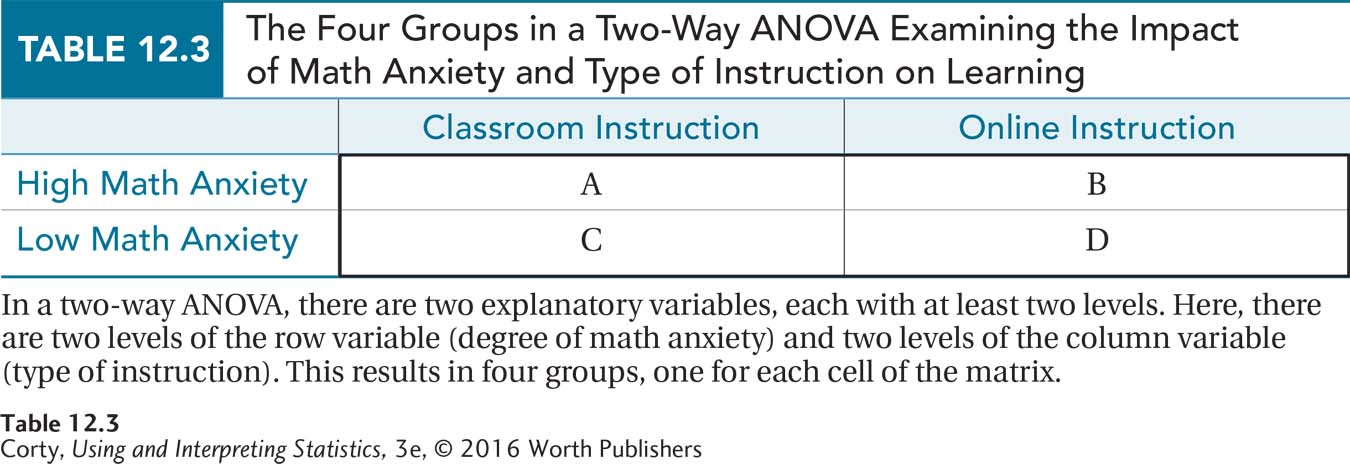 TABLE 12.3
The Four Groups in a Two-Way ANOVA Examining the Impact
of Math Anxiety and Type of Instruction on Learning
Classroom Instruction Online Instruction
High Math Anxiety A B
Low Math Anxiety C D
In a two-way ANOVA, there are two explanatory variables, each with at least two levels. Here, there
are two levels of the row variable (degree of math anxiety) and two levels of the column variable
(type of instruction). This results in four groups, one for each cell of the matrix.
Table 12.3
Corty, Using and Interpreting Statistics, 3e, © 2016 Worth Publishers